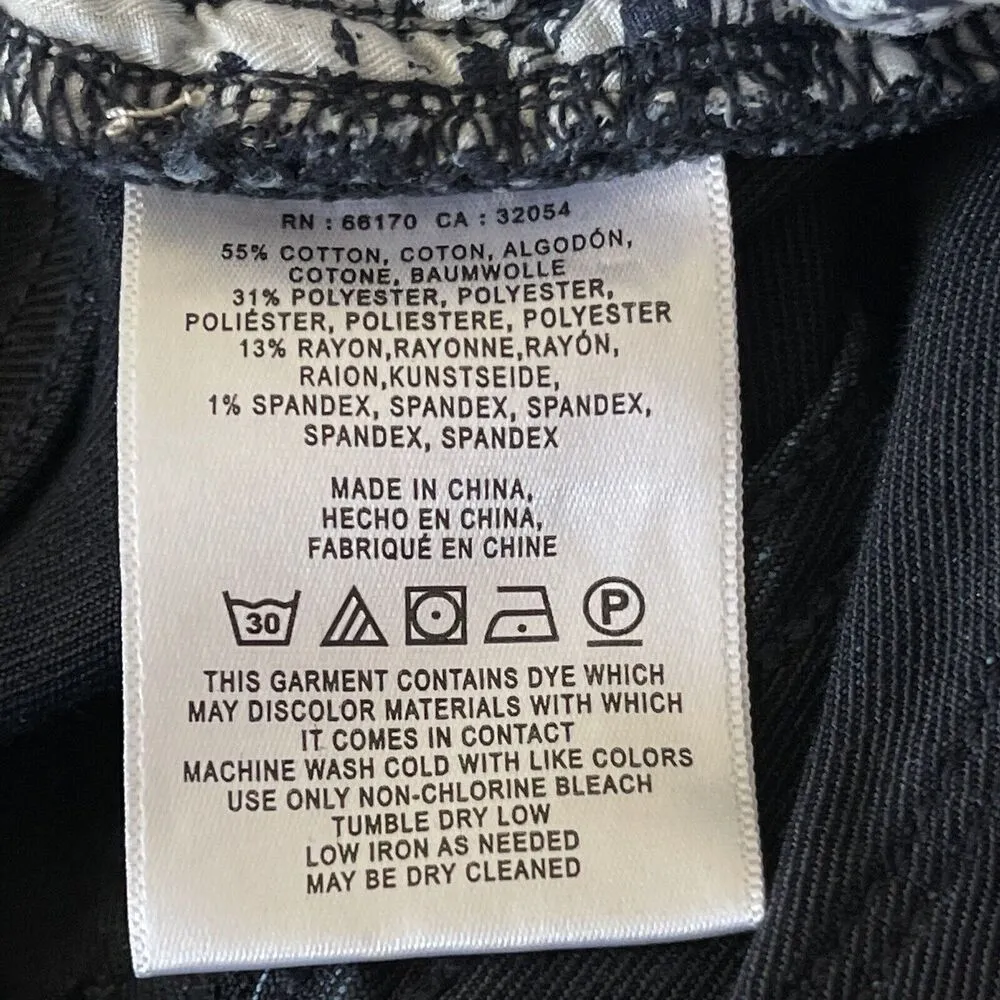 RN : 66170 CA : 32054
55% COTTON, COTON, ALGODÓN,
COTONE, BAUMWOLLE
31% POLYESTER, POLYESTER,
POLIÉSTER, POLIESTERE, POLYESTER
13% RAYON,RAYONNE,RAYÓN,
RAION,KUNSTSEIDE,
1% SPANDEX, SPANDEX, SPANDEX,
SPANDEX, SPANDEX
MADE IN CHINA,
HECHO EN CHINA,
FABRIQUÉ EN CHINE
30 P
THIS GARMENT CONTAINS DYE WHICH
MAY DISCOLOR MATERIALS WITH WHICH
IT COMES IN CONTACT
MACHINE WASH COLD WITH LIKE COLORS
USE ONLY NON-CHLORINE BLEACH
TUMBLE DRY LOW
LOW IRON AS NEEDED
MAY BE DRY CLEANED